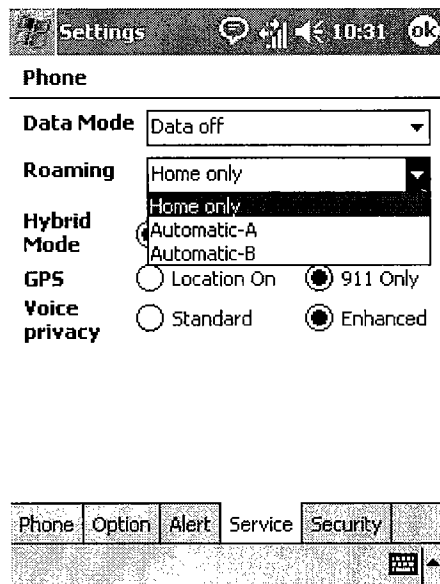 Settings 10:31 ok
Phone
Data Mode Data off
Roaming Home only
Home only
Automatic-A
Automatic-B
Hybrid
Mode
GPS Location On 911 Only
Voice
privacy Standard Enhanced
Phone Option Alert Service Security